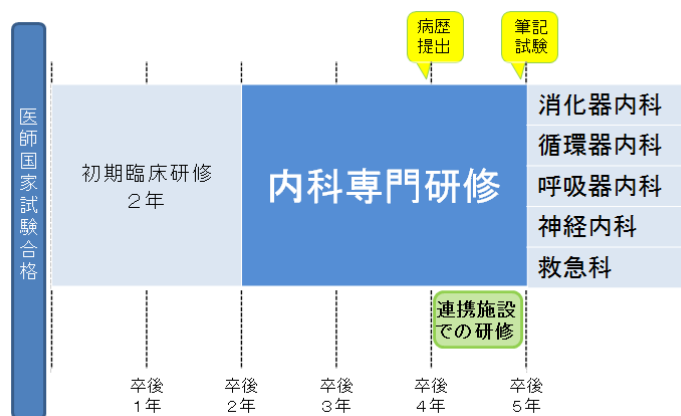 病歴
提出
筆記
試験
医師国家試験合格
初期臨床研修
２年
内科専門研修
消化器内科
循環器内科
呼吸器内科
神経内科
救急科
連携施設
での研修
卒後
１年
卒後
２年
卒後
３年
卒後
４年
卒後
５年